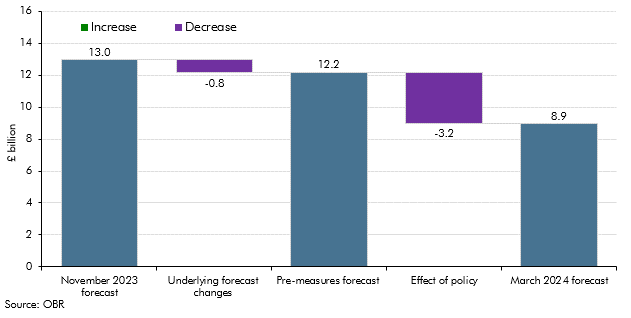 16
Increase
Decrease
14
13.0
12.2
12
-0.8
10
8.9
-3.2
8
£ billion
6
4
2
0
November 2023
forecast
Underlying forecast
changes
Pre-measures forecast
Effect of policy
March 2024 forecast
Source: OBR